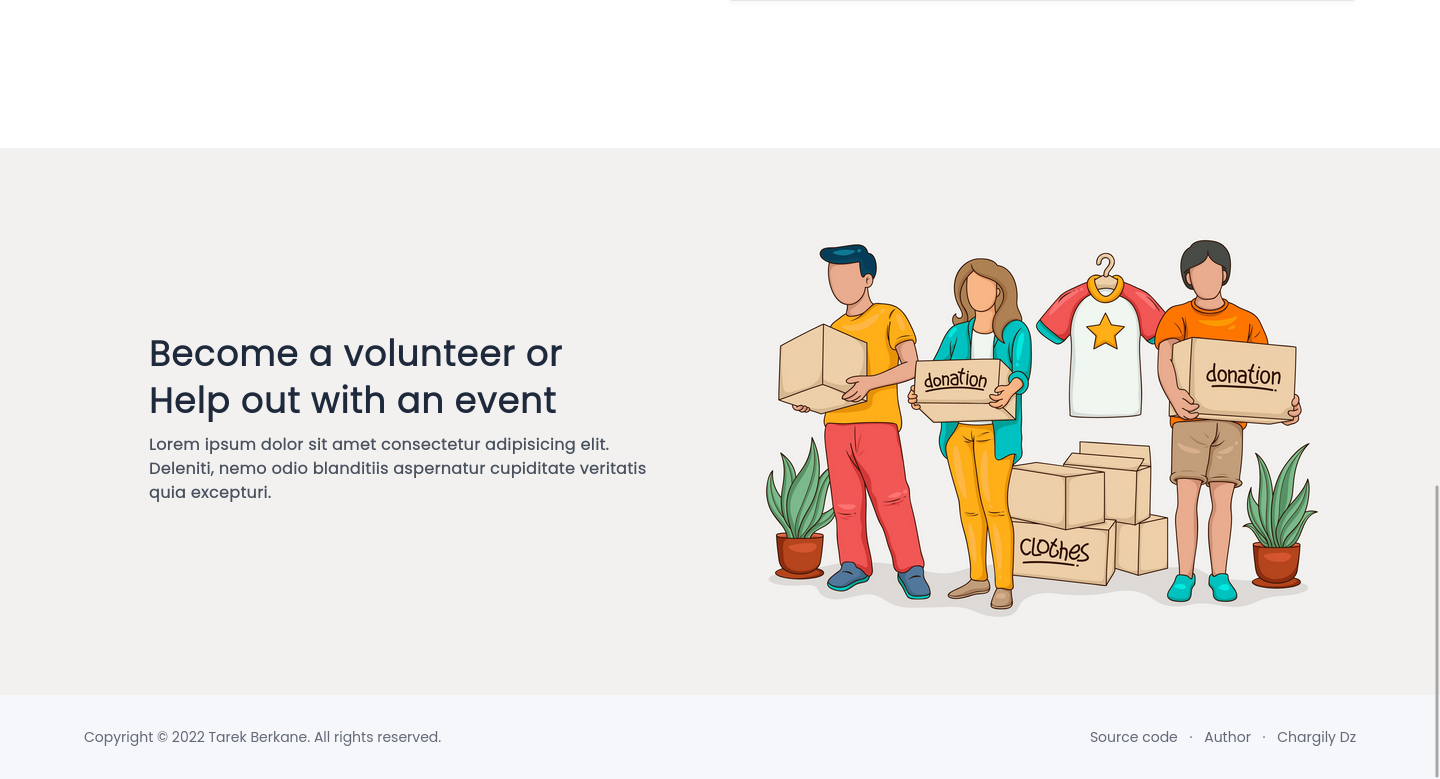 Become a volunteer or
Help out with an event
Lorem ipsum dolor sit amet consectetur adipisicing elit.
Deleniti, nemo odio blanditiis aspernatur cupiditate veritatis
quia excepturi.
donation
donation
CLOthes
Copyright © 2022 Tarek Berkane. All rights reserved.
Source code · Author · Chargily Dz